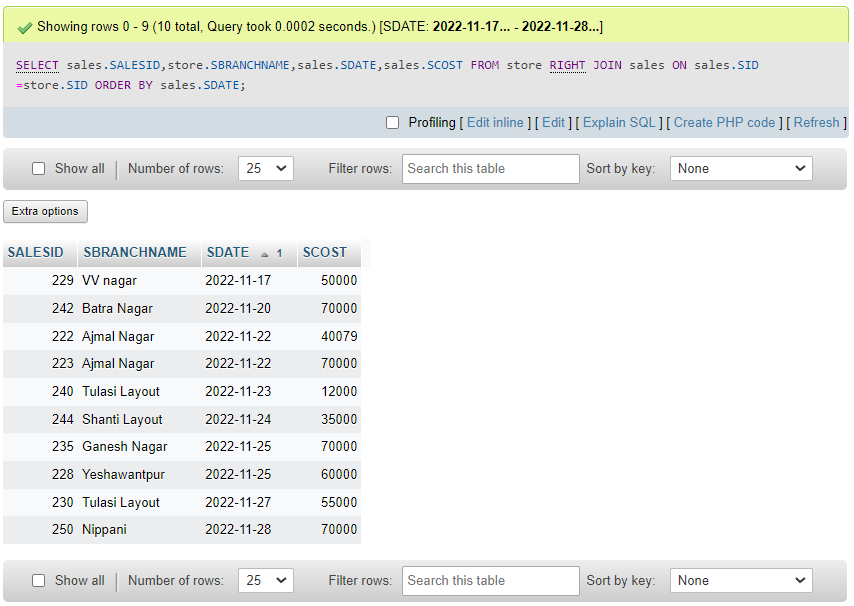 Showing rows 0 - 9 (10 total, Query took 0.0002 seconds.) [SDATE: 2022-11-17... - 2022-11-28...]
SELECT sales.SALESID,store.SBRANCHNAME,sales.SDATE,sales.SCOST FROM store RIGHT JOIN sales ON sales.SID
=store.SID ORDER BY sales.SDATE;
Profiling [ Edit inline ] [ Edit ] [ Explain SQL ] [ Create PHP code ] [ Refresh ]
Show all Number of rows: 25 Filter rows: Search this table Sort by key: None
Extra options
SALESID SBRANCHNAME SDATE 1 SCOST
229 VV nagar 2022-11-17 50000
242 Batra Nagar 2022-11-20 70000
222 Ajmal Nagar 2022-11-22 40079
223 Ajmal Nagar 2022-11-22 70000
240 Tulasi Layout 2022-11-23 12000
244 Shanti Layout 2022-11-24 35000
235 Ganesh Nagar 2022-11-25 70000
228 Yeshawantpur 2022-11-25 60000
230 Tulasi Layout 2022-11-27 55000
250 Nippani 2022-11-28 70000
Show all Number of rows: 25 Filter rows: Search this table Sort by key: None